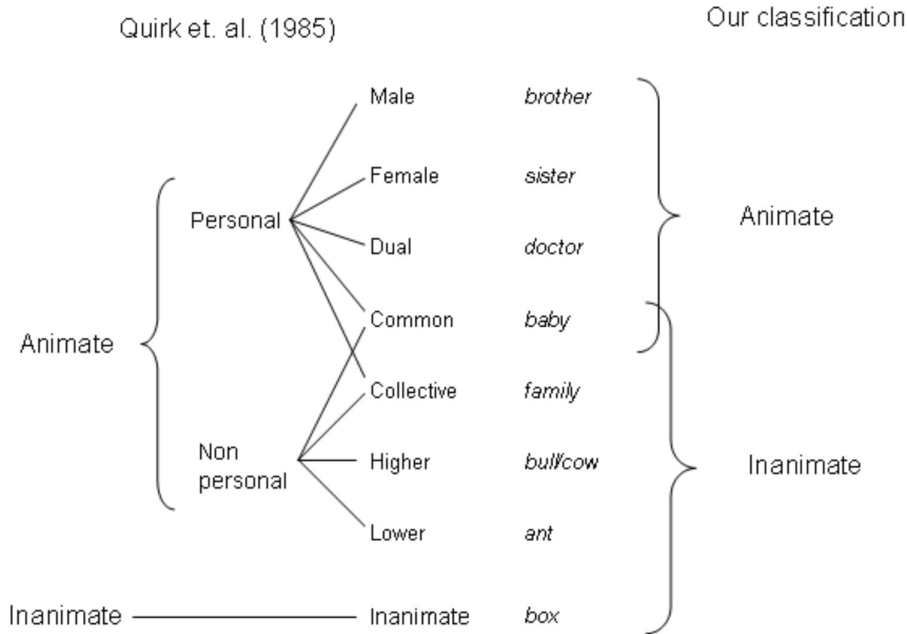 Quirk et. al. (1985)
Our classification
Male brother
Female sister
Personal
Animate
Dual doctor
Common baby
Animate
Collective family
Non
personal
Higher bull/cow
Inanimate
Lower ant
Inanimate Inanimate box